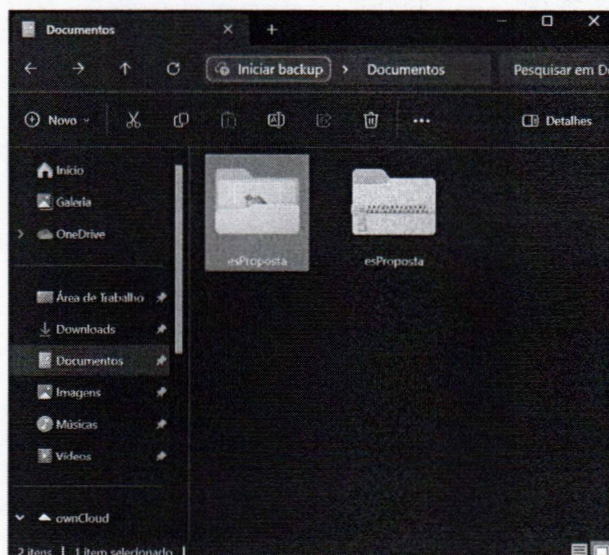 Documentos
Iniciar backup > Documentos
Pesquisar em D
Novo
Detalhes
Início
Galeria
OneDrive
Área de Trabalho
Downloads
Documentos
Imagens
Músicas
Vídeos
ownCloud
esProposta
esProposta
2 itens | 1 item selecionado |